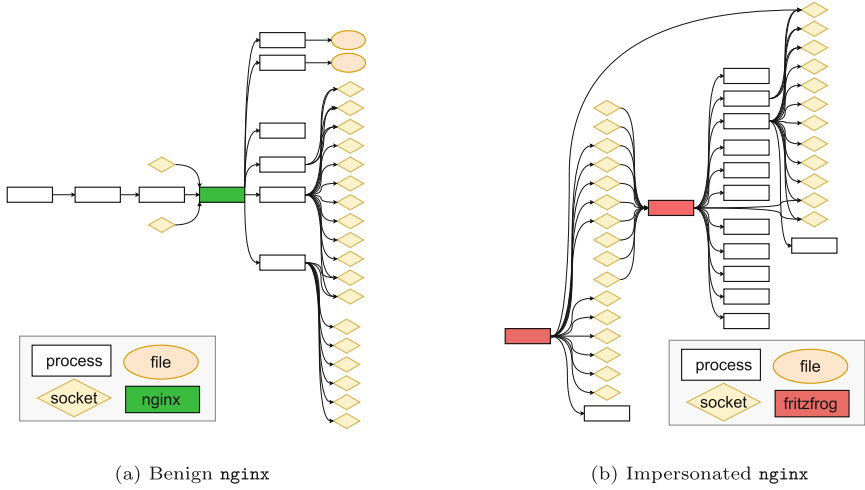 process
file
socket
nginx
process
file
socket
fritzfrog
(a) Benign nginx
(b) Impersonated nginx